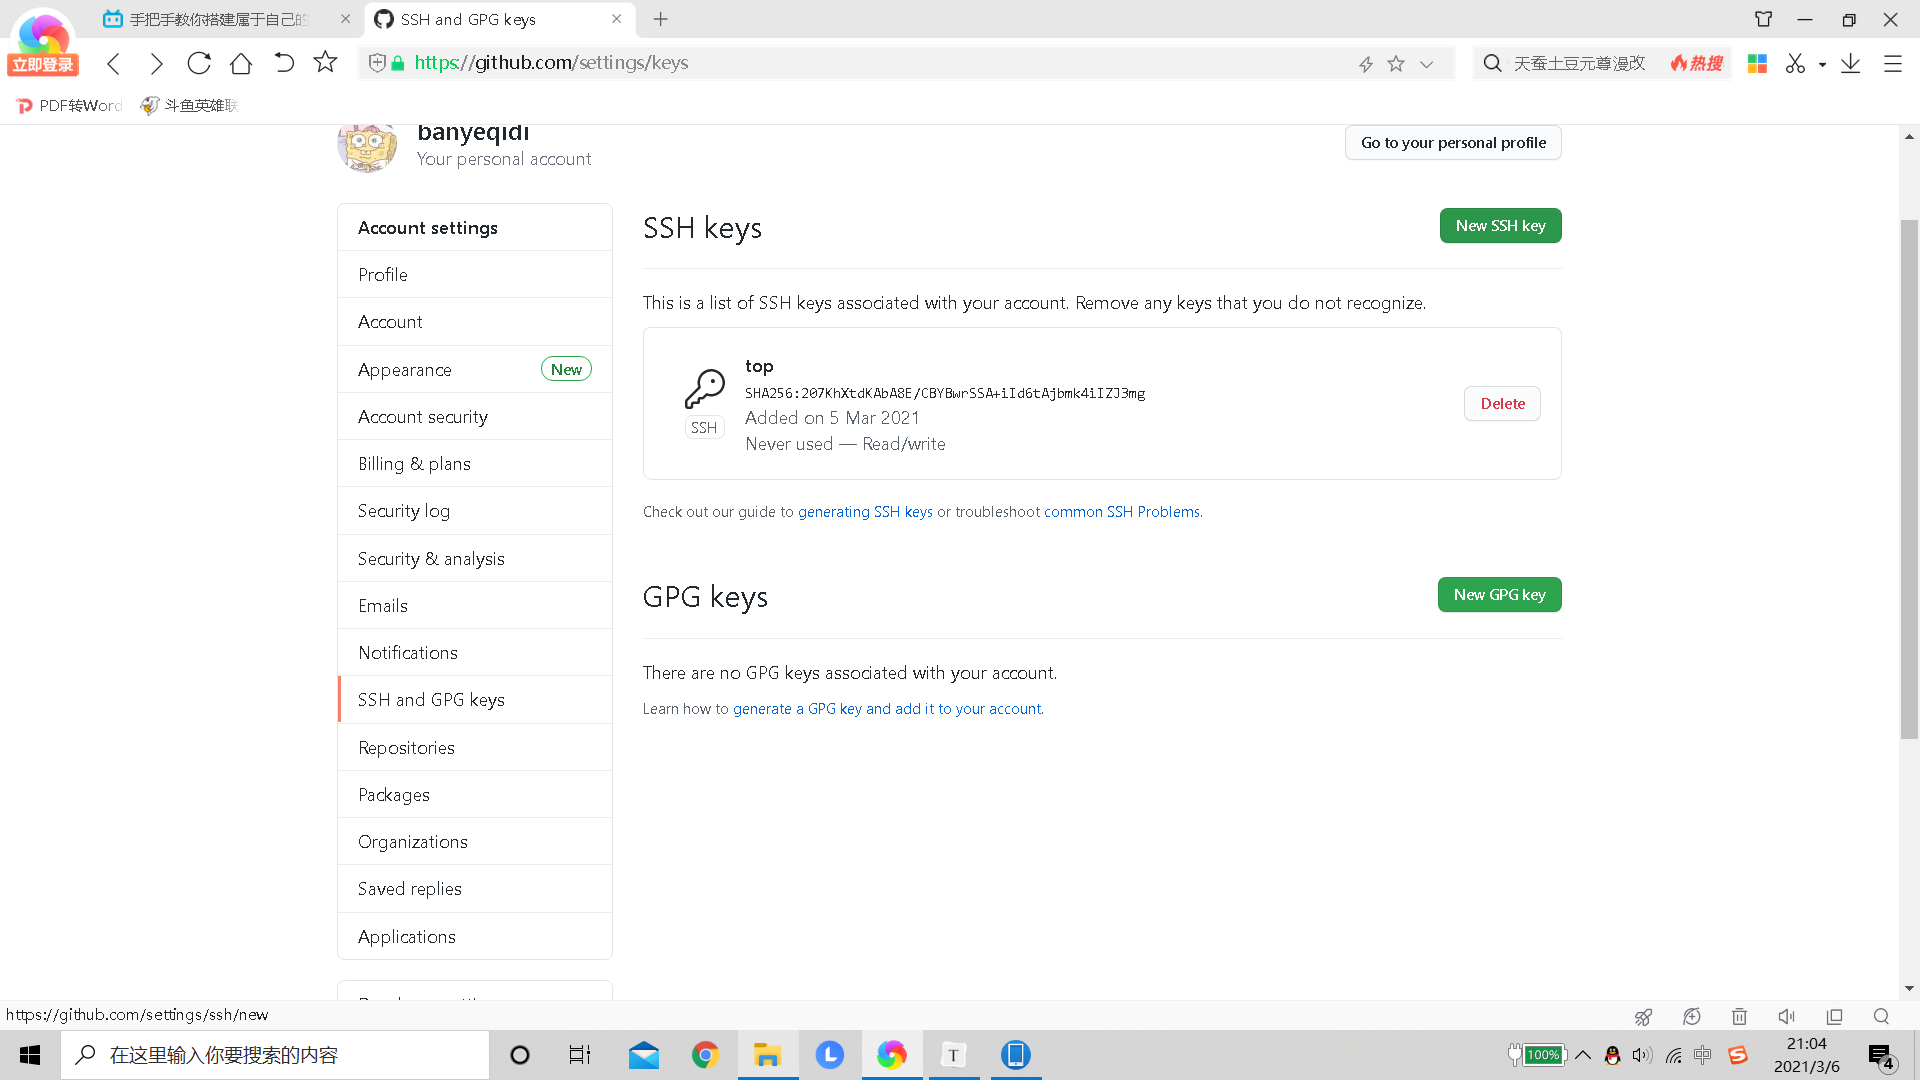 手把手教你搭建属于自己的
SSH and GPG keys
立即登录
https://github.com/settings/keys
天蚕土豆元尊漫改
热搜
PDF转Word
斗鱼英雄联
banyeqidi
Your personal account
Go to your personal profile
Account settings
Profile
Account
Appearance New
Account security
Billing & plans
Security log
Security & analysis
Emails
Notifications
SSH and GPG keys
Repositories
Packages
Organizations
Saved replies
Applications
SSH keys
New SSH key
This is a list of SSH keys associated with your account. Remove any keys that you do not recognize.
top
SHA256:207KhXtdKAbA8E/CBYBwrSSA+iId6tAjbmk4iIZJ3mg
SSH
Added on 5 Mar 2021
Never used — Read/write
Delete
Check out our guide to generating SSH keys or troubleshoot common SSH Problems.
GPG keys
New GPG key
There are no GPG keys associated with your account.
Learn how to generate a GPG key and add it to your account.
https://github.com/settings/ssh/new
在这里输入你要搜索的内容
L
T
100%
中
S
21:04
2021/3/6
4